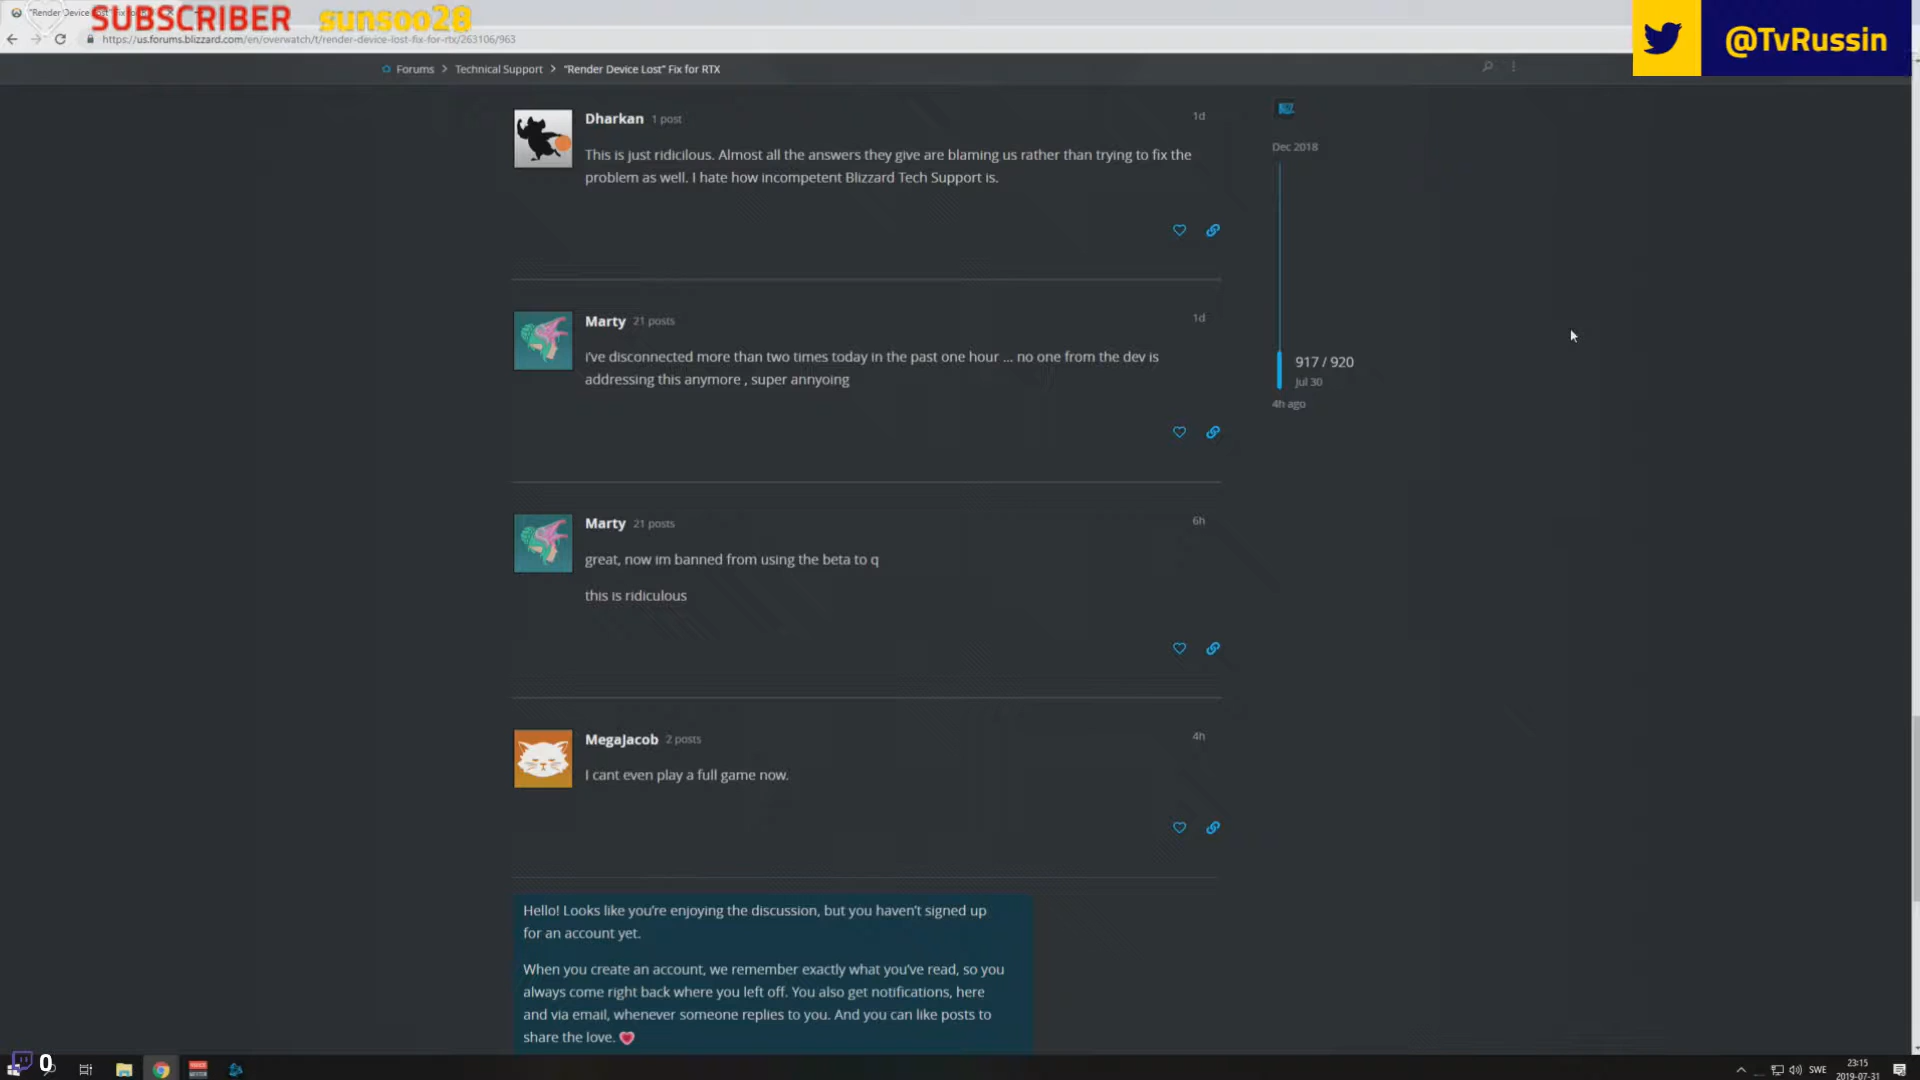 "Render Device Lost" Fix for
SUBSCRIBER sunsoo28
https://us.forums.blizzard.com/en/overwatch/t/render-device-lost-fix-for-rtx/263106/963
@TvRussin
Forums > Technical Support > "Render Device Lost" Fix for RTX
Dharkan 1 post 1d
This is just ridicilous. Almost all the answers they give are blaming us rather than trying to fix the
problem as well. I hate how incompetent Blizzard Tech Support is.
Dec 2018
Marty 21 posts 1d
i've disconnected more than two times today in the past one hour ... no one from the dev is
addressing this anymore , super annyoing
917 / 920
Jul 30
4h ago
Marty 21 posts 6h
great, now im banned from using the beta to q
this is ridiculous
MegaJacob 2 posts 4h
I cant even play a full game now.
Hello! Looks like you're enjoying the discussion, but you haven't signed up
for an account yet.
When you create an account, we remember exactly what you've read, so you
always come right back where you left off. You also get notifications, here
and via email, whenever someone replies to you. And you can like posts to
share the love.
0
SWE
23:15
2019-07-31